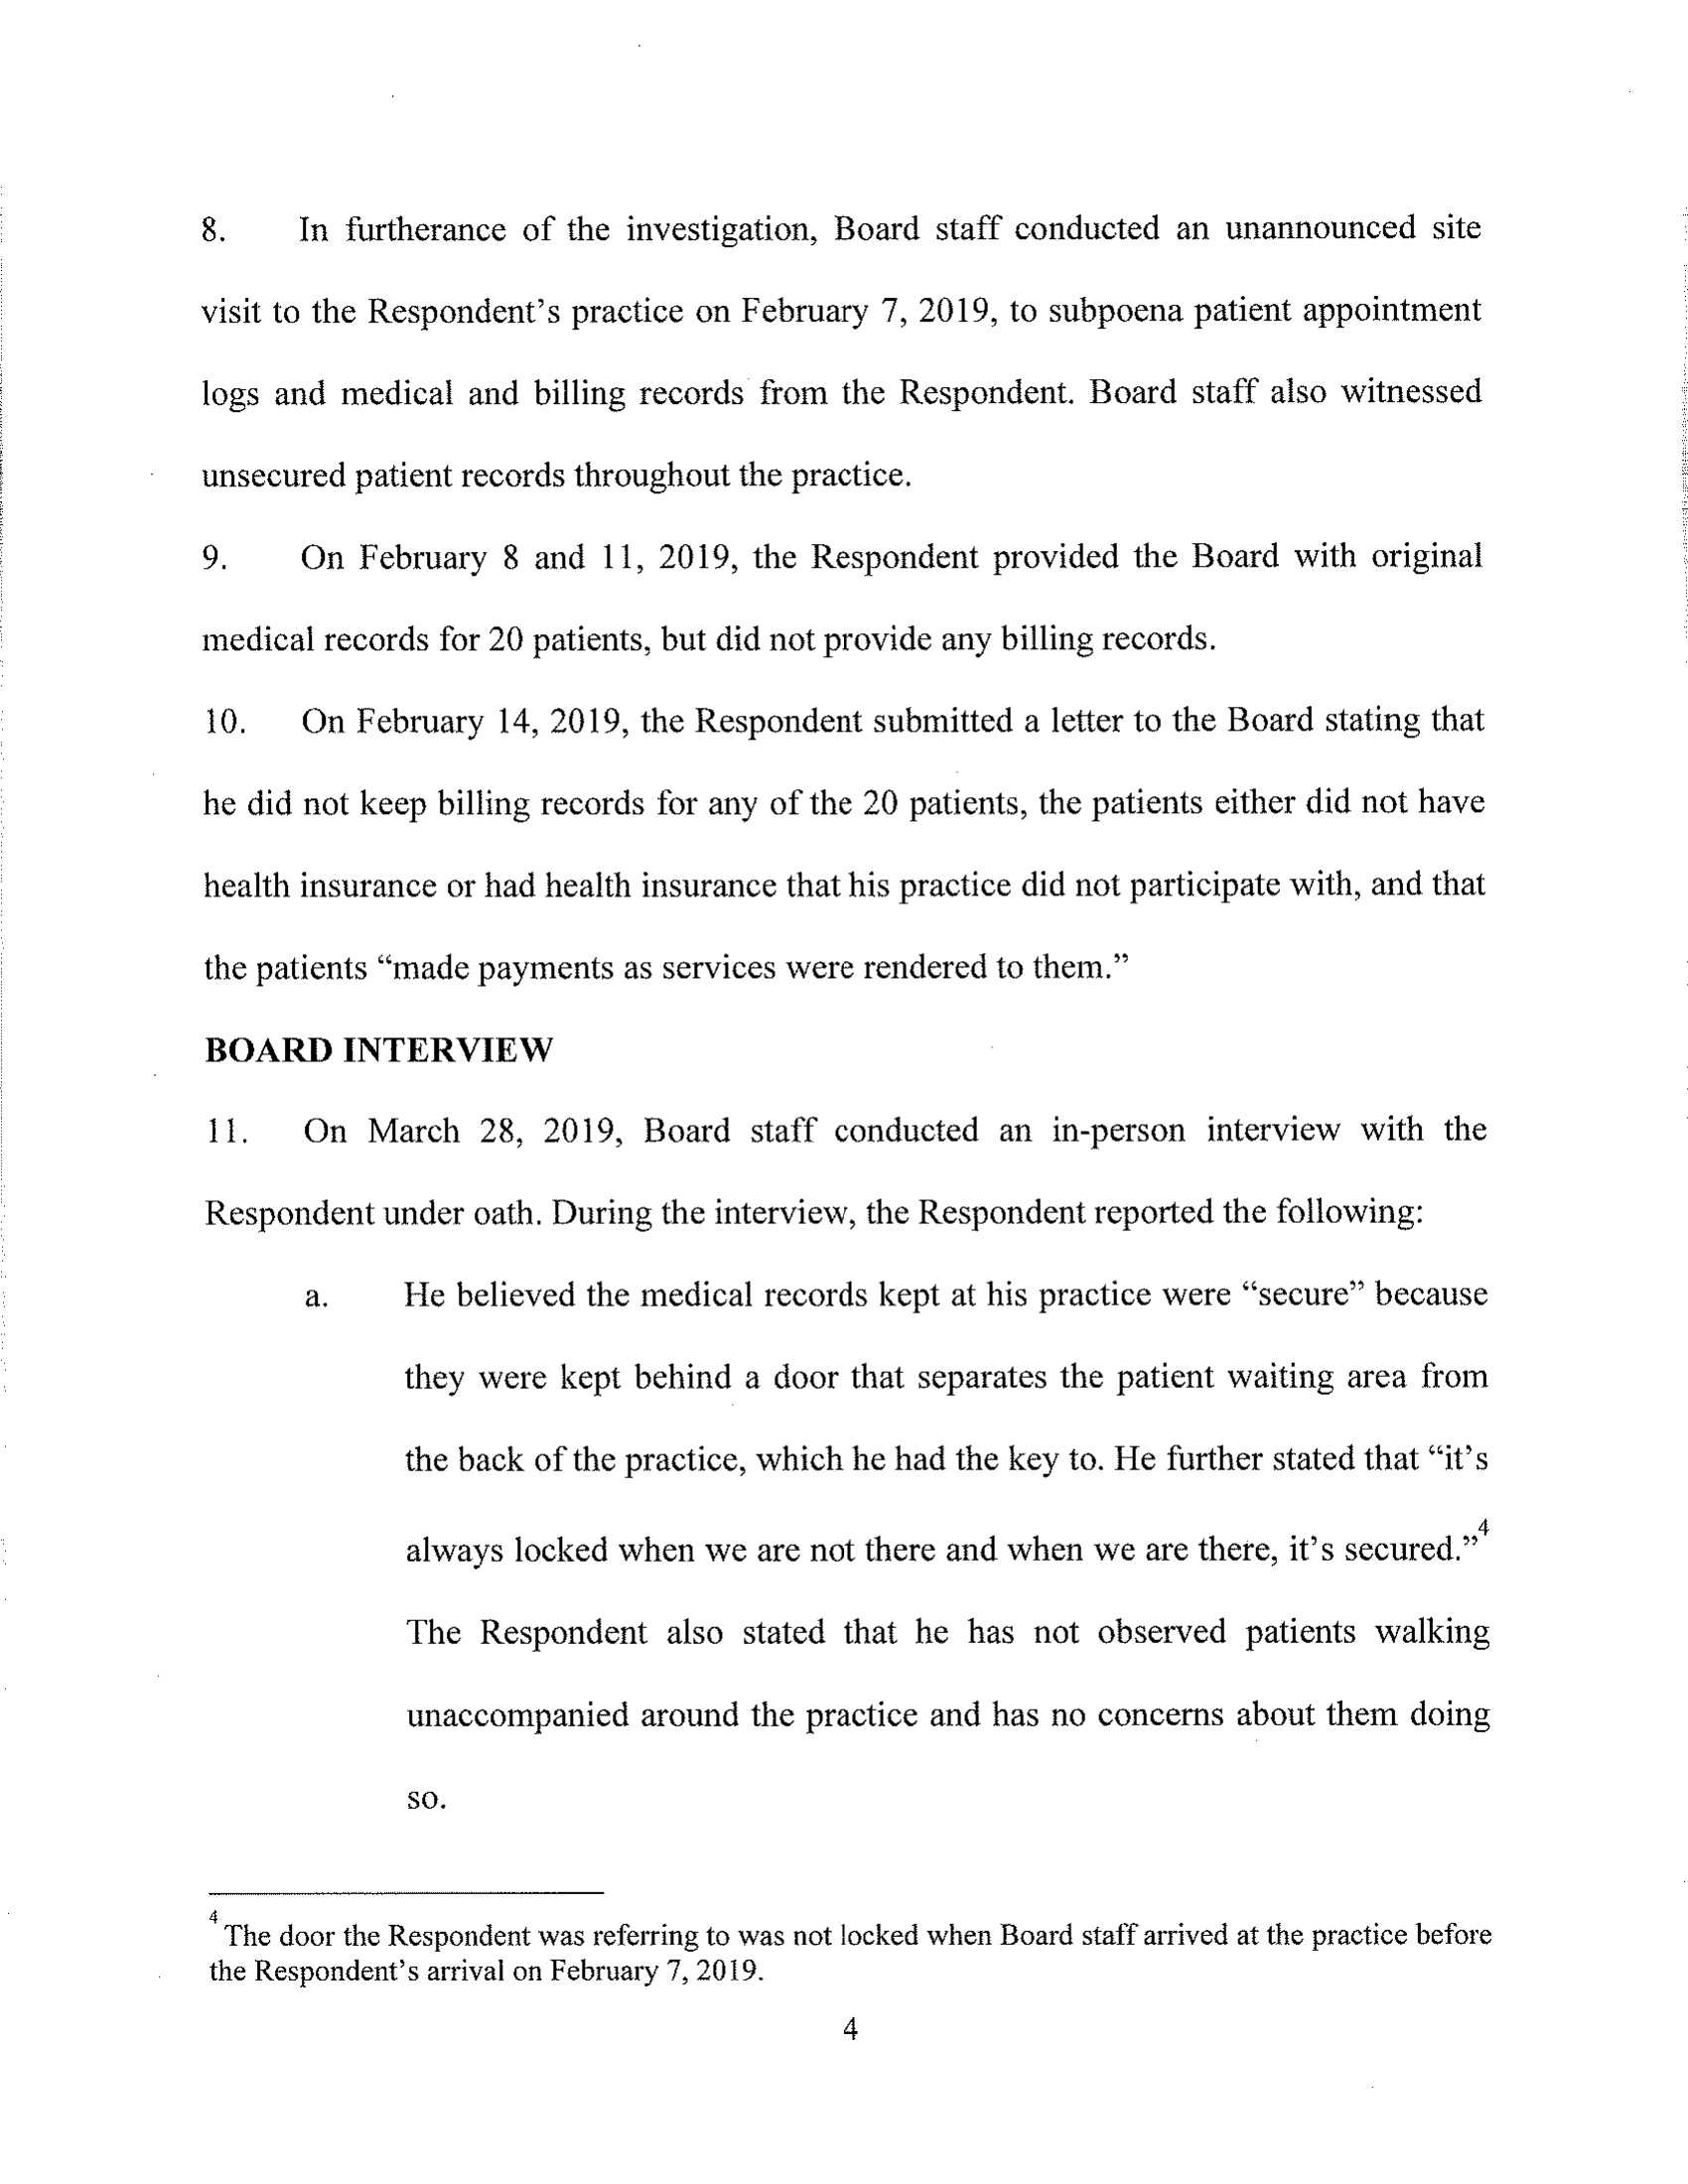 8. In furtherance of the investigation, Board staff conducted an unannounced site
visit to the Respondent’s practice on February 7, 2019, to subpoena patient appointment
logs and medical and billing records from the Respondent. Board staff also witnessed
unsecured patient records throughout the practice.
9. On February 8 and 11, 2019, the Respondent provided the Board with original
medical records for 20 patients, but did not provide any billing records.
10. On February 14, 2019, the Respondent submitted a letter to the Board stating that
he did not keep billing records for any of the 20 patients, the patients either did not have
health insurance or had health insurance that his practice did not participate with, and that
the patients “made payments as services were rendered to them.”
BOARD INTERVIEW
11. On March 28, 2019, Board staff conducted an in-person interview with the
Respondent under oath. During the interview, the Respondent reported the following:
a. He believed the medical records kept at his practice were “secure” because
they were kept behind a door that separates the patient waiting area from
the back of the practice, which he had the key to. He further stated that “it’s
always locked when we are not there and when we are there, it’s secured.”4
The Respondent also stated that he has not observed patients walking
unaccompanied around the practice and has no concerns about them doing
so.
4 The door the Respondent was referring to was not locked when Board staff arrived at the practice before
the Respondent’s arrival on February 7, 2019.
4